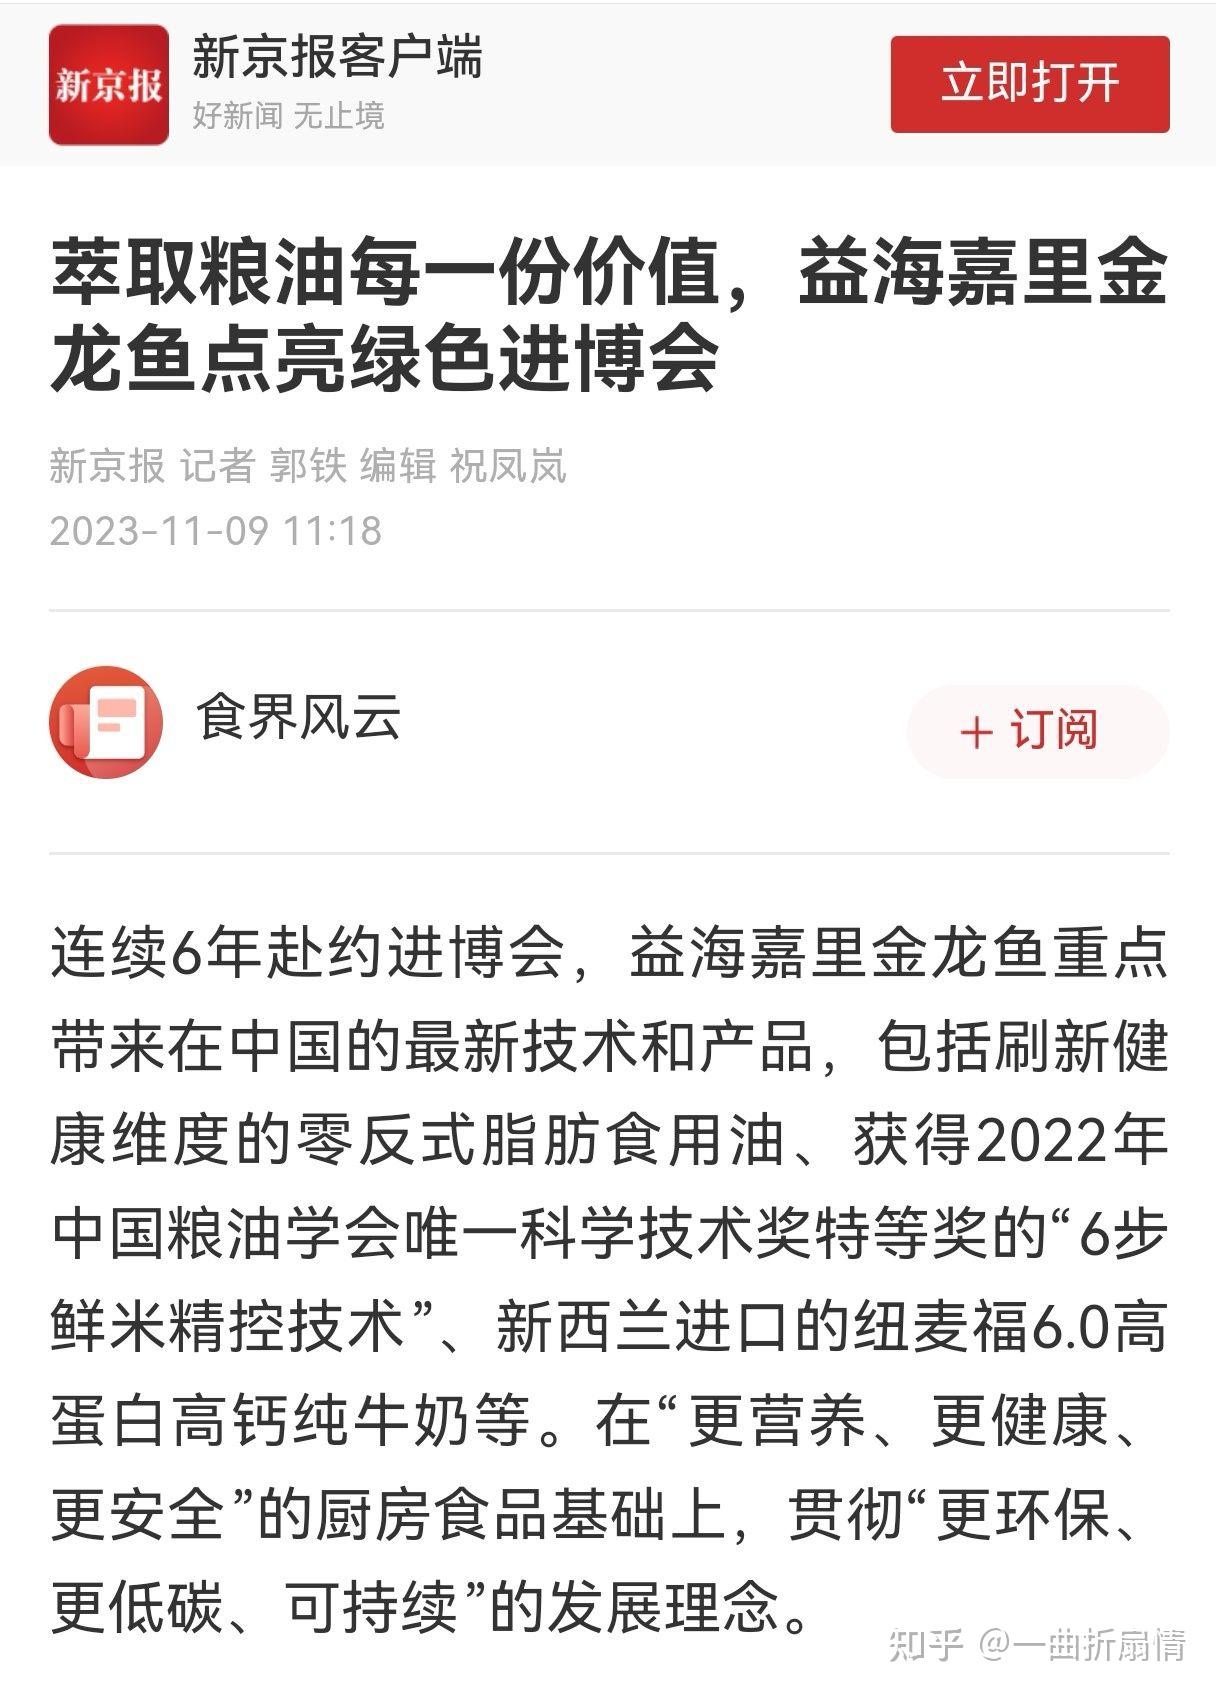 新京报
新京报客户端
好新闻 无止境
立即打开
萃取粮油每一份价值，益海嘉里金
龙鱼点亮绿色进博会
新京报 记者 郭铁 编辑 祝凤岚
2023-11-09 11:18
食界风云
+ 订阅
连续6年赴约进博会，益海嘉里金龙鱼重点
带来在中国的最新技术和产品，包括刷新健
康维度的零反式脂肪食用油、获得2022年
中国粮油学会唯一科学技术奖特等奖的“6步
鲜米精控技术”、新西兰进口的纽麦福6.0高
蛋白高钙纯牛奶等。在“更营养、更健康、
更安全”的厨房食品基础上，贯彻“更环保、
更低碳、可持续”的发展理念。
知乎 @一曲折扇情